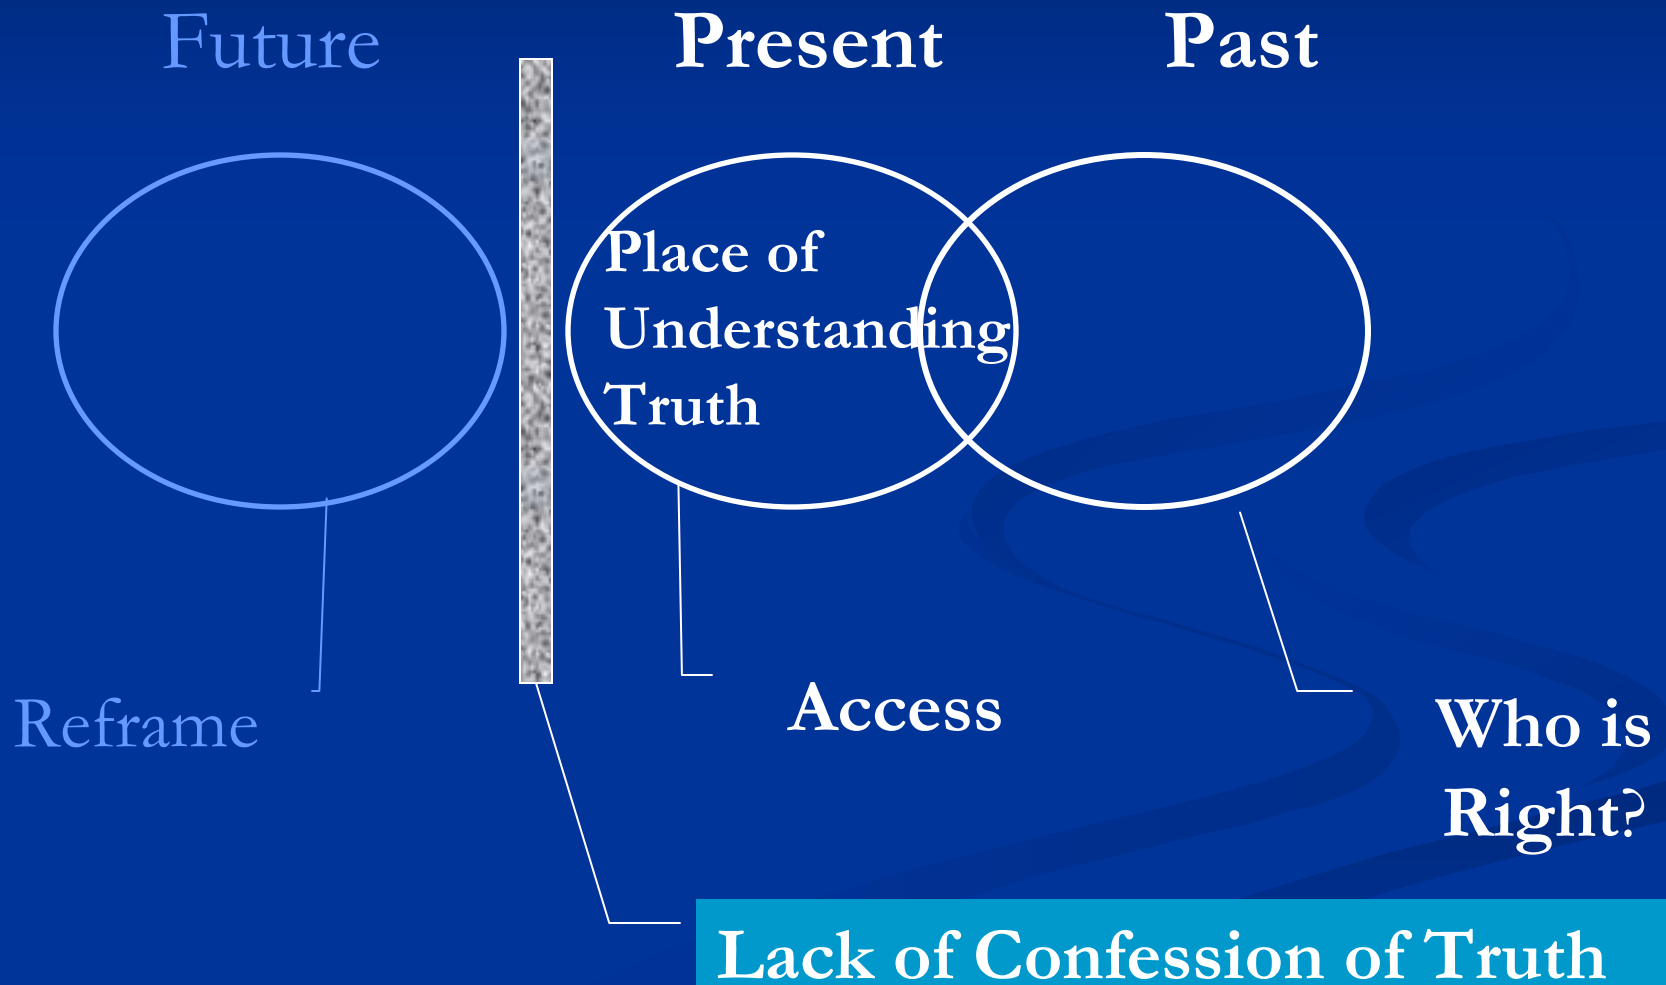 Future
Present
Past
Place of
Understanding
Truth
Reframe
Access
Who is
Right?
Lack of Confession of Truth